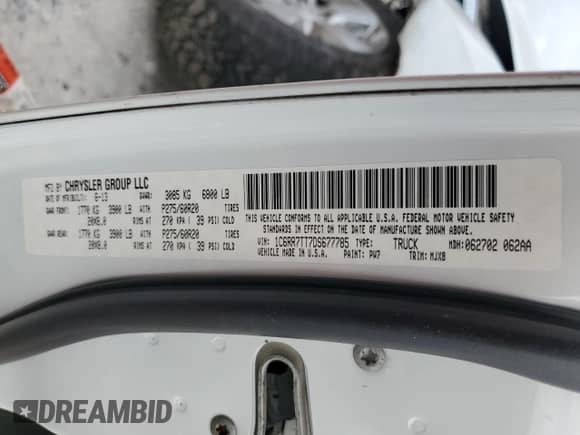 MFD BY CHRYSLER GROUP LLC
DATE OF MFR/BUILT: 6-13 GVWR: 3085 KG 6800 LB
GAWR FRONT: 1770 KG 3900 LB WITH P275/60R20 TIRES
20X8.0 RIMS AT 270 KPA ( 39 PSI) COLD
GAWR REAR: 1770 KG 3900 LB WITH P275/60R20 TIRES
20X8.0 RIMS AT 270 KPA ( 39 PSI) COLD
THIS VEHICLE CONFORMS TO ALL APPLICABLE U.S.A. FEDERAL MOTOR VEHICLE SAFETY
STANDARDS IN EFFECT ON THE DATE OF MANUFACTURE SHOWN ABOVE.
VIN: 1C6RR7TT7DS677785 TYPE: TRUCK MDH: 062702 062AA
VEHICLE MADE IN U.S.A. PAINT: PW7 TRIM: MJX8
DREAMBID